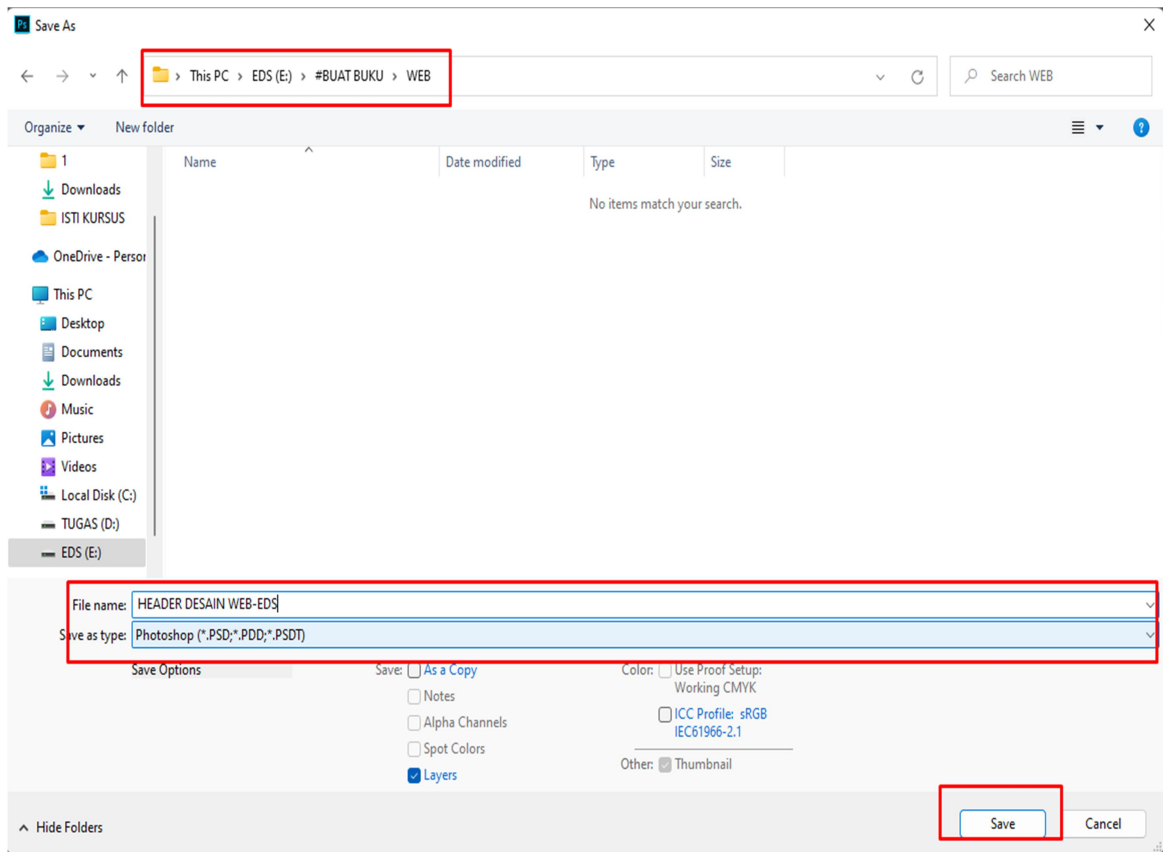 Ps Save As
This PC > EDS (E:) > #BUAT BUKU > WEB
Search WEB
Organize New folder
?
Name Date modified Type Size
No items match your search.
1
Downloads
ISTI KURSUS
OneDrive - Person
This PC
Desktop
Documents
Downloads
Music
Pictures
Videos
Local Disk (C:)
TUGAS (D:)
EDS (E:)
File name: HEADER DESAIN WEB-EDS
Save as type: Photoshop (*.PSD;*.PDD;*.PSDT)
Save Options
Save: As a Copy
Notes
Alpha Channels
Spot Colors
Layers
Color: Use Proof Setup:
Working CMYK
ICC Profile: sRGB
IEC61966-2.1
Other: Thumbnail
Hide Folders
Save Cancel